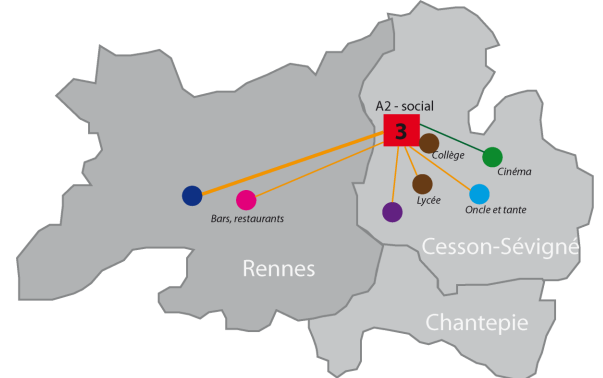 A2 - social
3
Collège
Cinéma
Lycée
Oncle et tante
Bars, restaurants
Cesson-Sévigné
Rennes
Chantepie